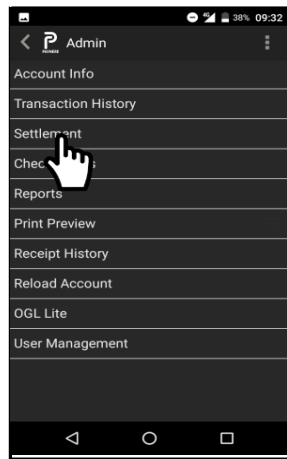 4G 38% 09:32
Admin
Account Info
Transaction History
Settlement
Reports
Print Preview
Receipt History
Reload Account
OGL Lite
User Management